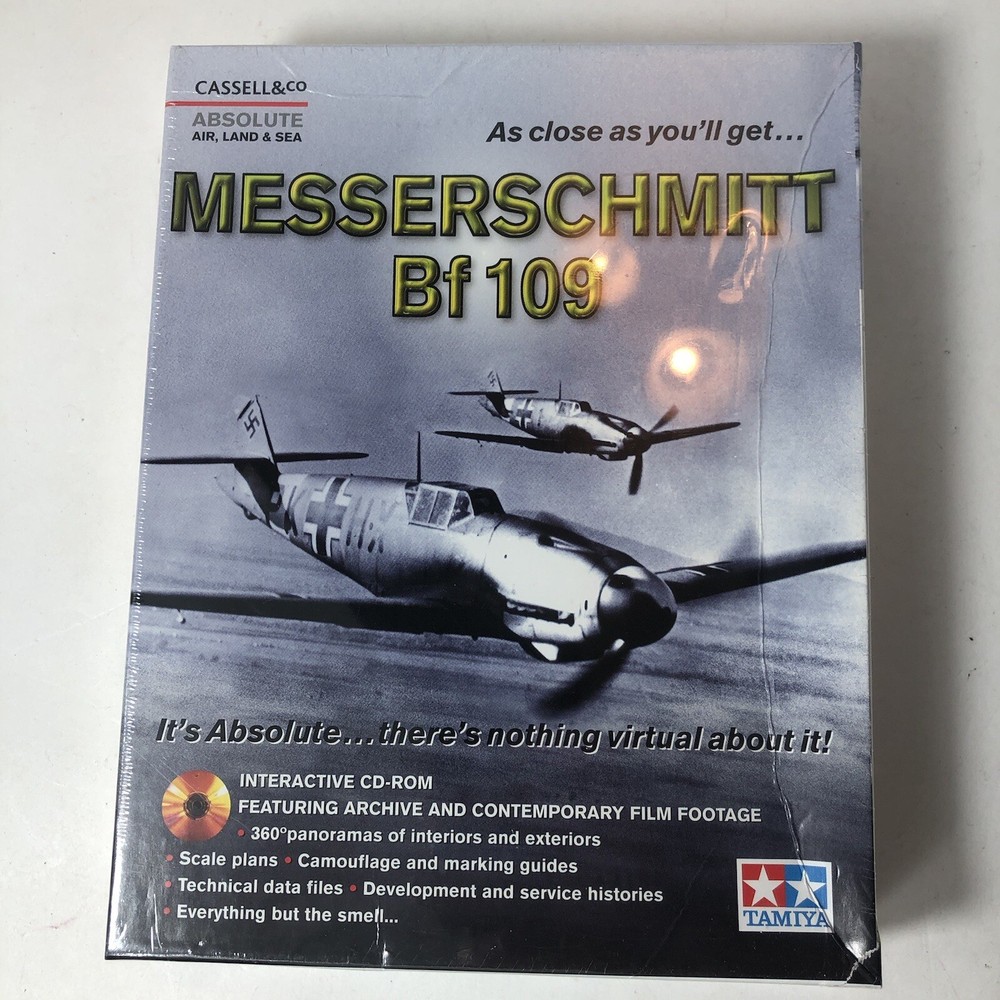 CASSELL&CO
ABSOLUTE
AIR, LAND & SEA
As close as you'll get...
MESSERSCHMITT
Bf 109
It's Absolute...there's nothing virtual about it!
INTERACTIVE CD-ROM
FEATURING ARCHIVE AND CONTEMPORARY FILM FOOTAGE
• 360°panoramas of interiors and exteriors
• Scale plans • Camouflage and marking guides
• Technical data files • Development and service histories
• Everything but the smell...
TAMIYA